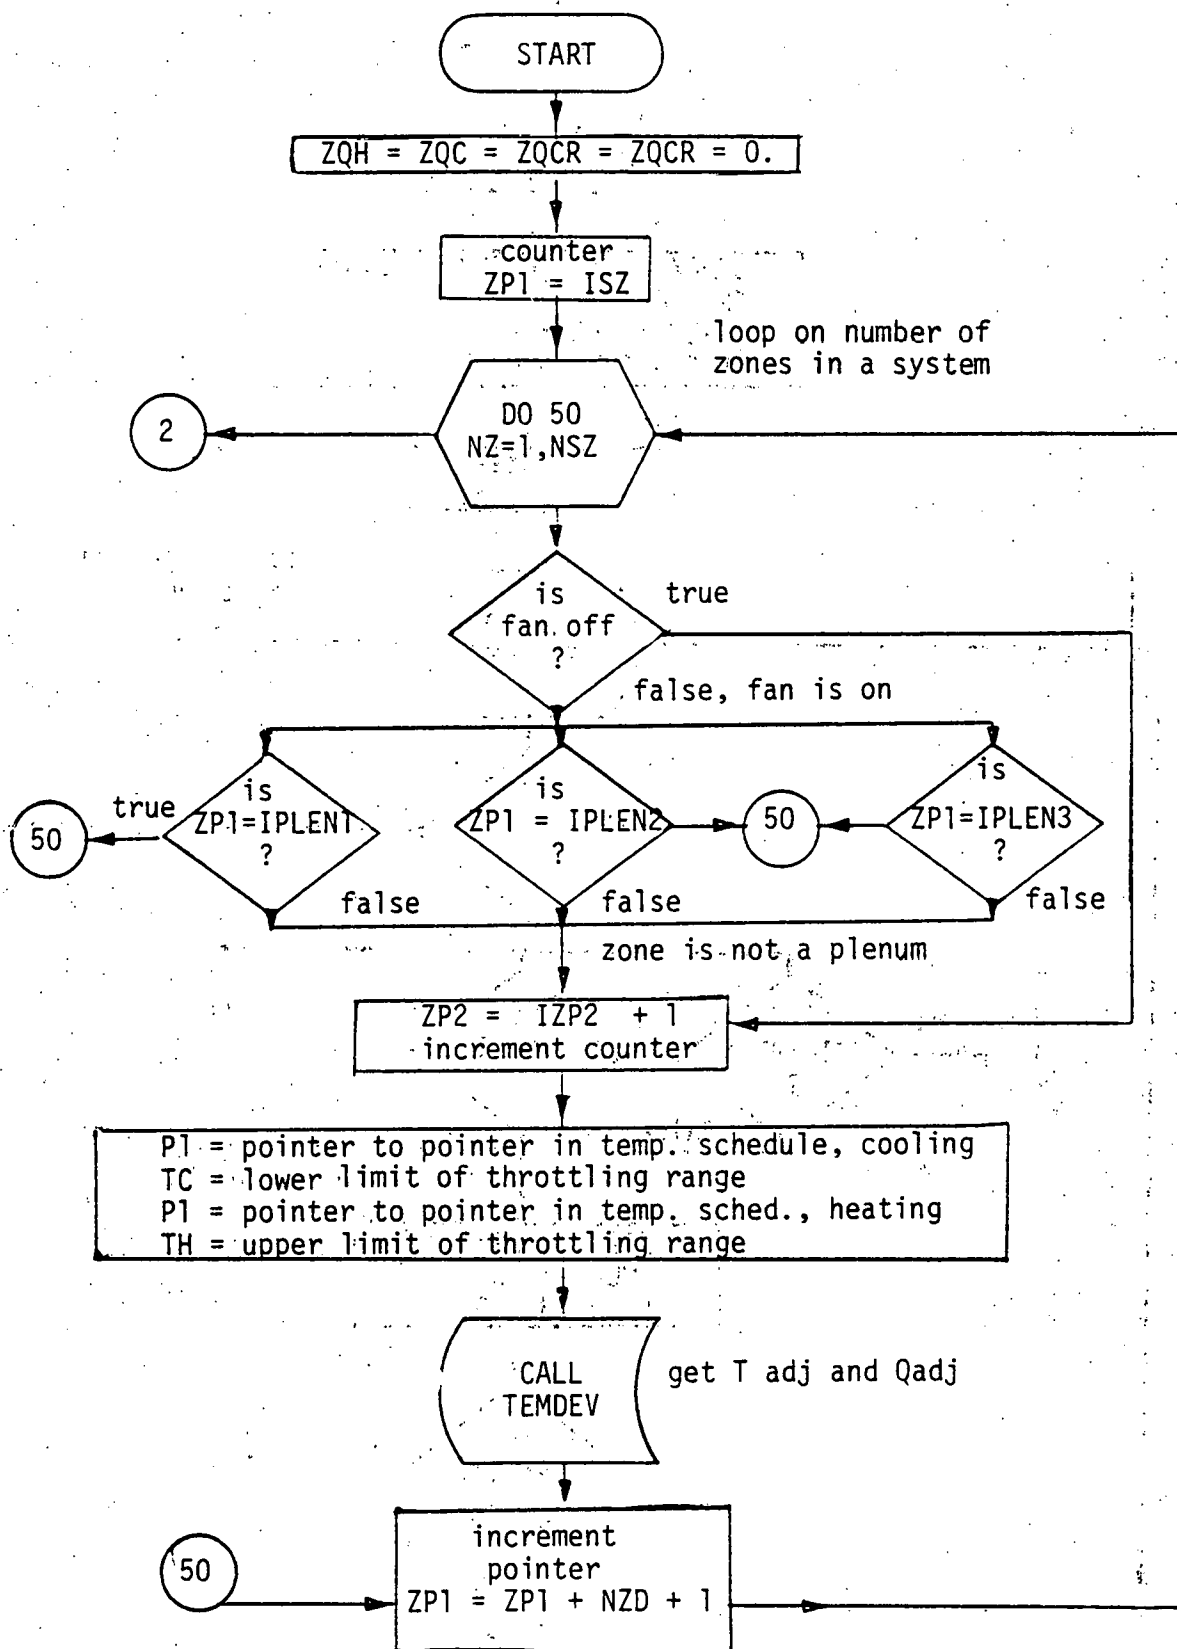 START
ZQH = ZQC = ZQCR = ZQCR = 0.
counter
ZP1 = ISZ
loop on number of
zones in a system
2
DO 50
NZ=1,NSZ
is
fan off
?
true
false, fan is on
true
is
ZP1=IPLEN1
?
50
is
ZP1 = IPLEN2
?
50
is
ZP1=IPLEN3
?
false
false
false
zone is not a plenum
ZP2 = IZP2 + 1
increment counter
P1 = pointer to pointer in temp. schedule, cooling
TC = lower limit of throttling range
P1 = pointer to pointer in temp. sched., heating
TH = upper limit of throttling range
CALL
TEMDEV
get T adj and Qadj
50
increment
pointer
ZP1 = ZP1 + NZD + 1